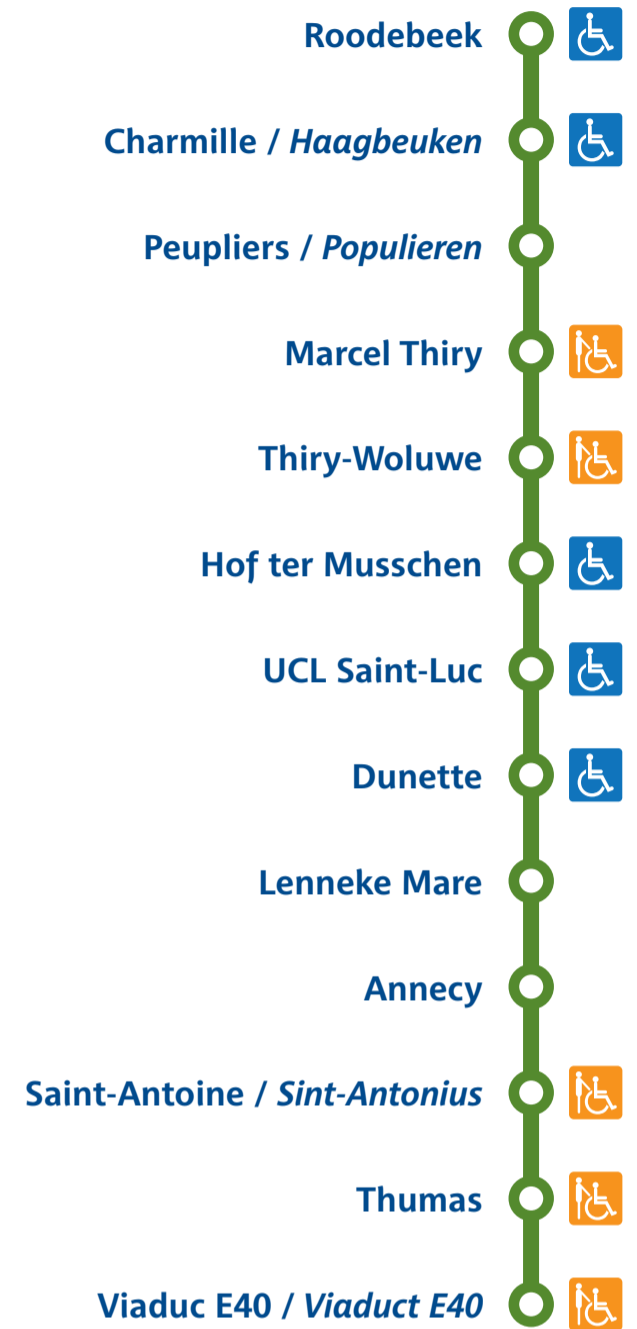 Roodebeek
Charmille / Haagbeuken
Peupliers / Populieren
Marcel Thiry
Thiry-Woluwe
Hof ter Musschen
UCL Saint-Luc
Dunette
Lenneke Mare
Annecy
Saint-Antoine / Sint-Antonius
Thumas
Viaduc E40 / Viaduct E40